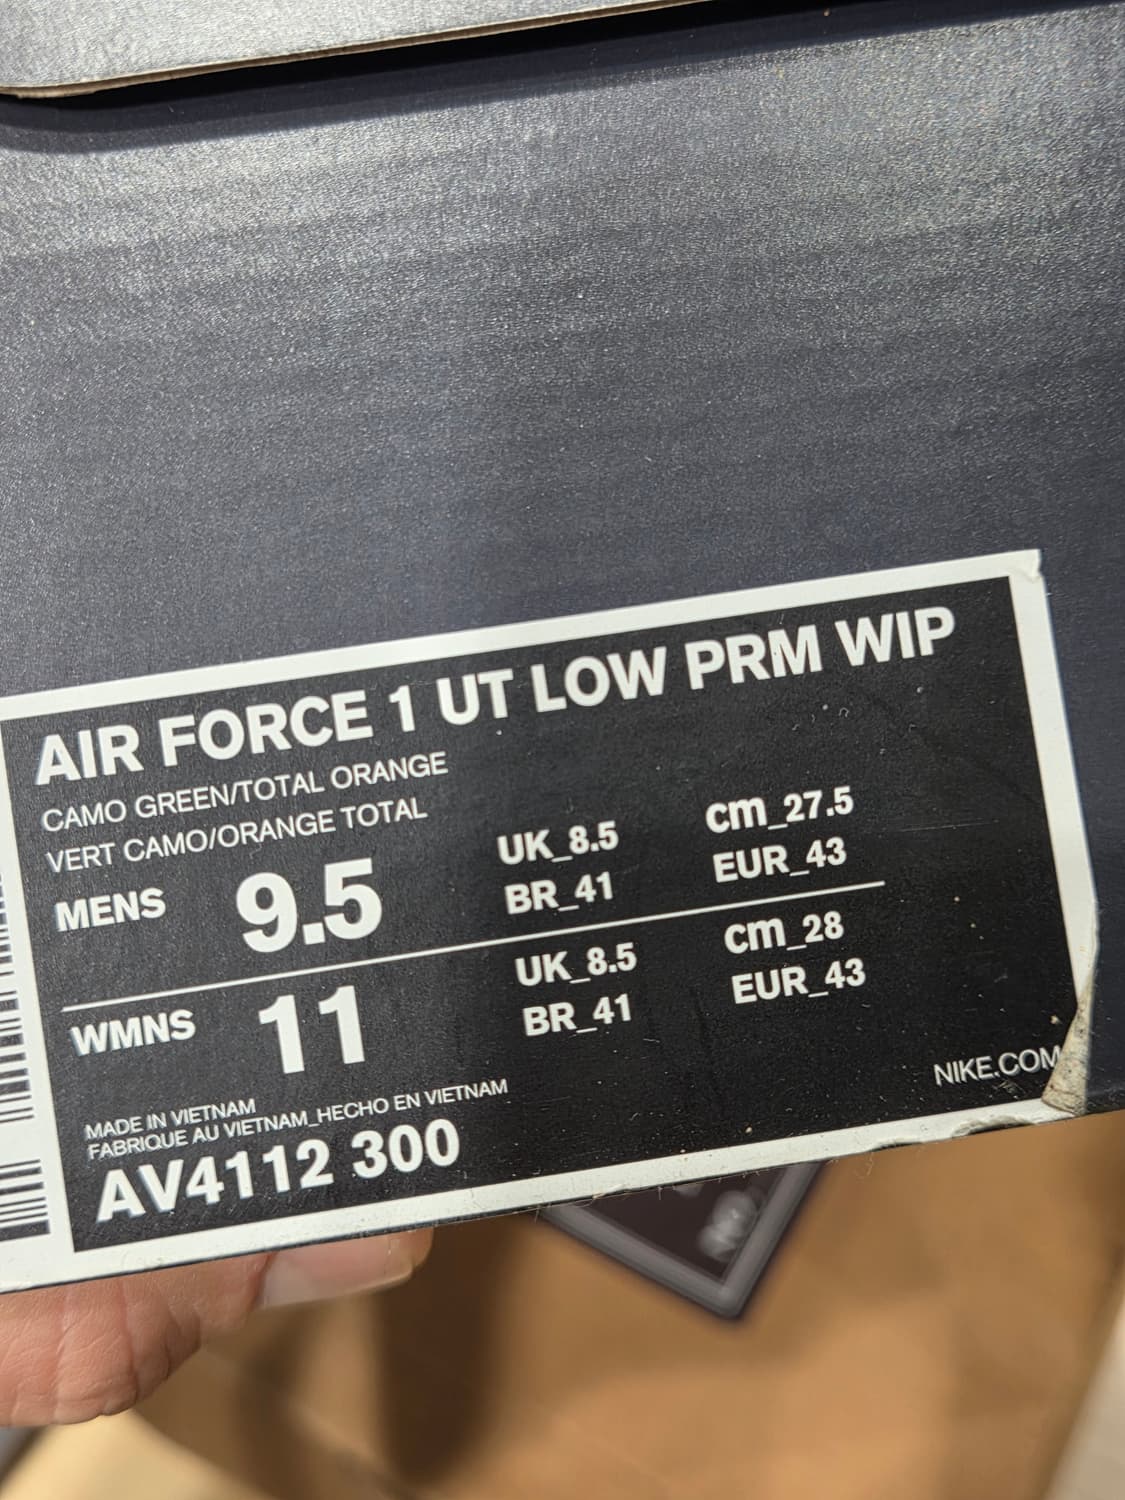 AIR FORCE 1 UT LOW PRM WIP
CAMO GREEN/TOTAL ORANGE
VERT CAMO/ORANGE TOTAL
MENS 9.5 UK_8.5 cm_27.5
BR_41 EUR_43
WMNS 11 UK_8.5 cm_28
BR_41 EUR_43
NIKE.COM
MADE IN VIETNAM
FABRIQUE AU VIETNAM_HECHO EN VIETNAM
AV4112 300